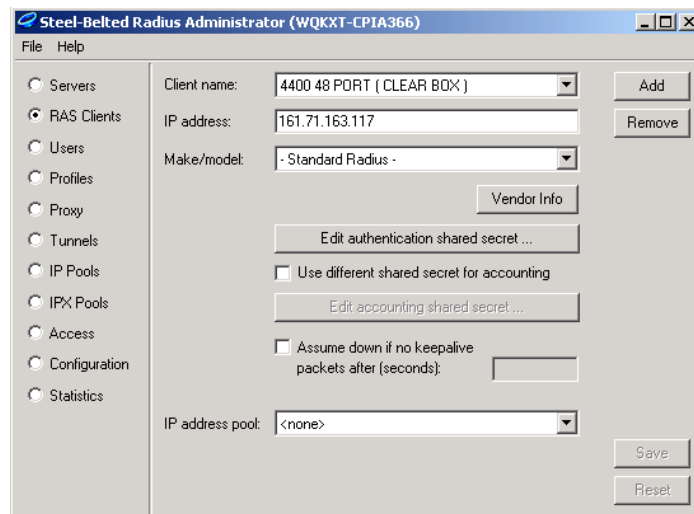 Steel-Belted Radius Administrator (WQKXT-CPIA366)
File Help
Servers
RAS Clients
Users
Profiles
Proxy
Tunnels
IP Pools
IPX Pools
Access
Configuration
Statistics
Client name: 4400 48 PORT ( CLEAR BOX )
IP address: 161.71.163.117
Make/model: - Standard Radius -
Vendor Info
Edit authentication shared secret ...
Use different shared secret for accounting
Edit accounting shared secret ...
Assume down if no keepalive
packets after (seconds):
IP address pool: <none>
Add
Remove
Save
Reset